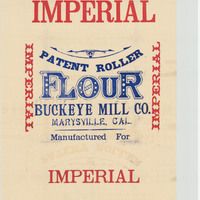 IMPERIAL
PATENT ROLLER
FLOUR
BUCKEYE MILL CO.
MARYSVILLE, CAL.
Manufactured For
IMPERIAL
IMPERIAL
IMPERIAL